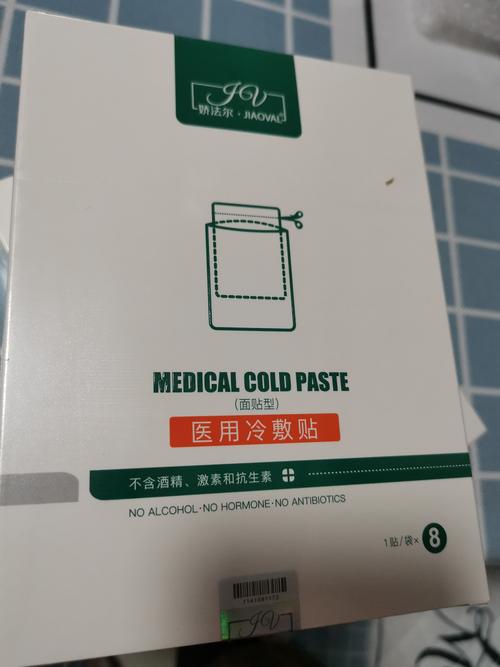 JV
娇法尔·JIAOVAL
MEDICAL COLD PASTE
(面贴型)
医用冷敷贴
不含酒精、激素和抗生素
NO ALCOHOL·NO HORMONE·NO ANTIBIOTICS
1贴/袋×8
JV